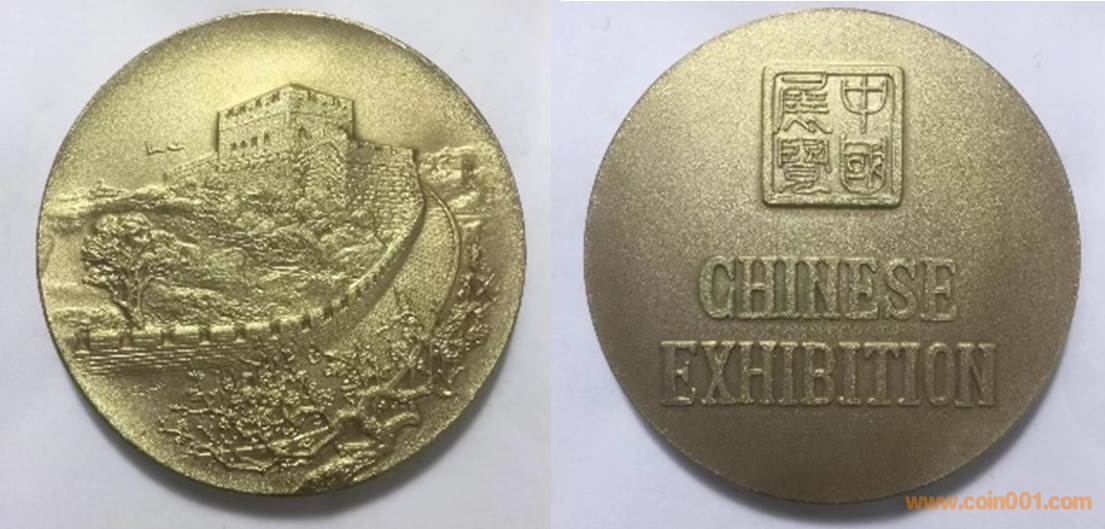 中國
展覽
CHINESE
EXHIBITION
www.coin001.com